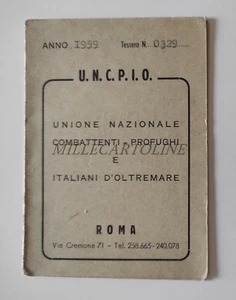 ANNO 1959 Tessera N. 0329
U.N.C.P.I.O.
UNIONE NAZIONALE
COMBATTENTI - PROFUGHI
MILLECARTOLINE
E
ITALIANI D'OLTREMARE
ROMA
Via Cremona 71 - Tel. 258.665-240.078